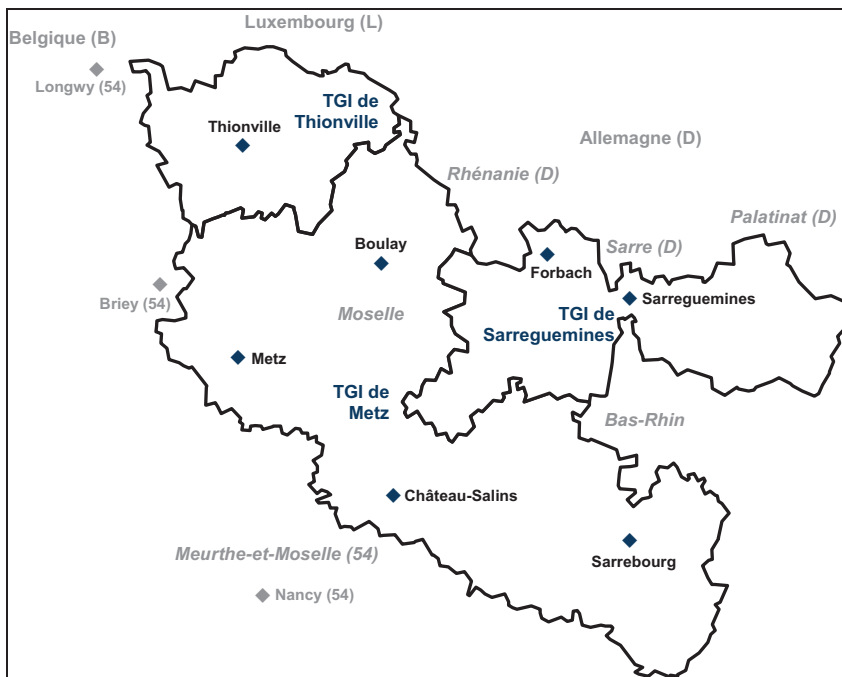 Luxembourg (L)
Belgique (B)
Longwy (54)
TGI de
Thionville
Thionville
Allemagne (D)
Rhénanie (D)
Palatinat (D)
Sarre (D)
Boulay
Forbach
Briey (54)
Moselle
Sarreguemines
TGI de
Sarreguemines
Metz
TGI de
Metz
Bas-Rhin
Château-Salins
Meurthe-et-Moselle (54)
Sarrebourg
Nancy (54)